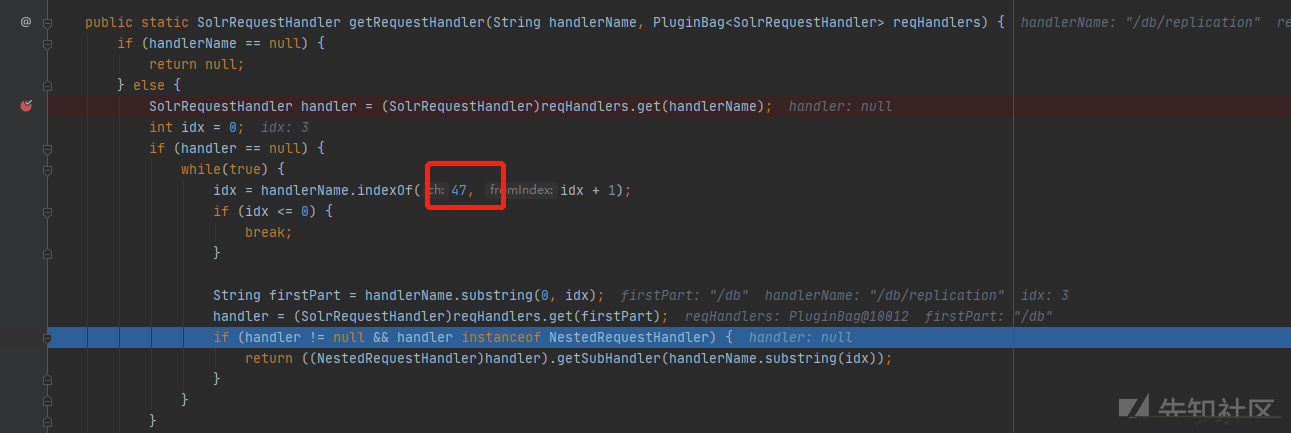 @ public static SolrRequestHandler getRequestHandler(String handlerName, PluginBag<SolrRequestHandler> reqHandlers) { handlerName: "/db/replication" re
if (handlerName == null) {
return null;
} else {
SolrRequestHandler handler = (SolrRequestHandler)reqHandlers.get(handlerName); handler: null
int idx = 0; idx: 3
if (handler == null) {
while(true) {
idx = handlerName.indexOf( ch: 47, fromIndex: idx + 1);
if (idx <= 0) {
break;
}
String firstPart = handlerName.substring(0, idx); firstPart: "/db" handlerName: "/db/replication" idx: 3
handler = (SolrRequestHandler)reqHandlers.get(firstPart); reqHandlers: PluginBag@10012 firstPart: "/db"
if (handler != null && handler instanceof NestedRequestHandler) { handler: null
return ((NestedRequestHandler)handler).getSubHandler(handlerName.substring(idx));
}
}
}
先知社区